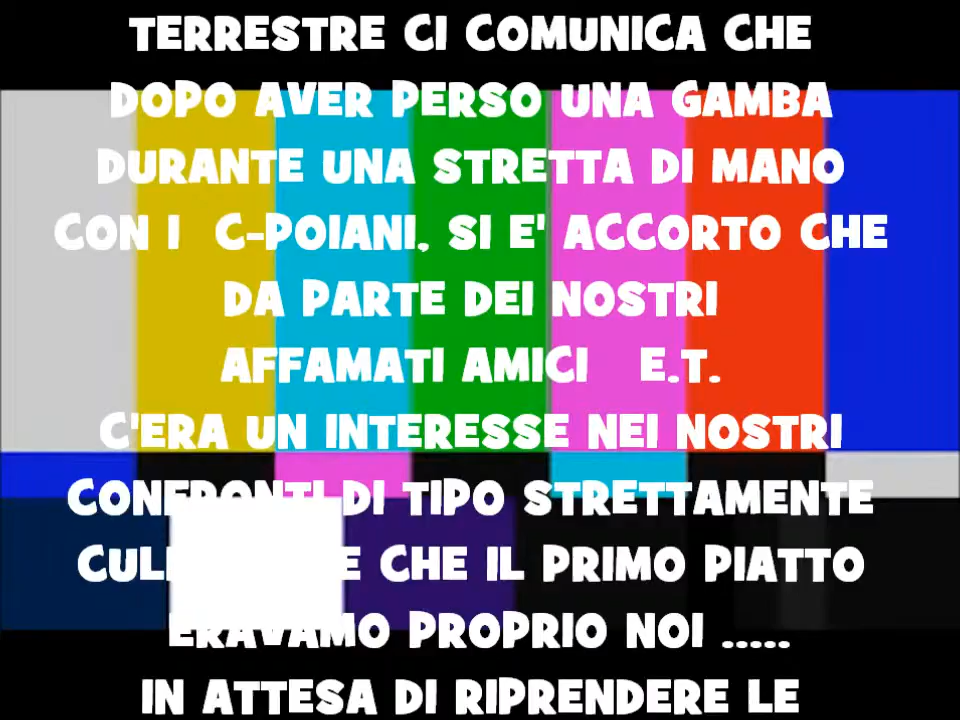 TERRESTRE CI COMUNICA CHE
DOPO AVER PERSO UNA GAMBA
DURANTE UNA STRETTA DI MANO
CON I C-POIANI, SI E' ACCORTO CHE
DA PARTE DEI NOSTRI
AFFAMATI AMICI E.T.
C'ERA UN INTERESSE NEI NOSTRI
CONFRONTI DI TIPO STRETTAMENTE
CHE IL PRIMO PIATTO
ERAVAMO PROPRIO NOI .....
IN ATTESA DI RIPRENDERE LE